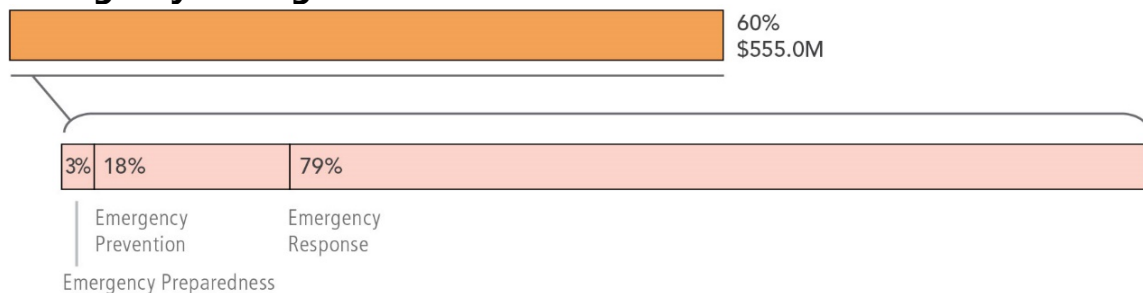 60%
$555.0M
3% 18% 79%
Emergency
Prevention
Emergency
Response
Emergency Preparedness